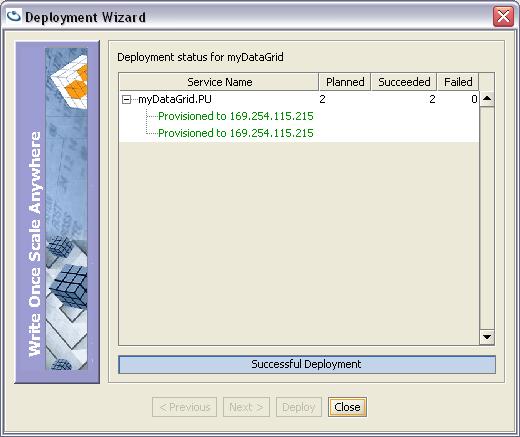 Deployment Wizard
Write Once Scale Anywhere
Deployment status for myDataGrid
Service Name Planned Succeeded Failed
myDataGrid.PU 2 2 0
Provisioned to 169.254.115.215
Provisioned to 169.254.115.215
Successful Deployment
< Previous Next > Deploy Close